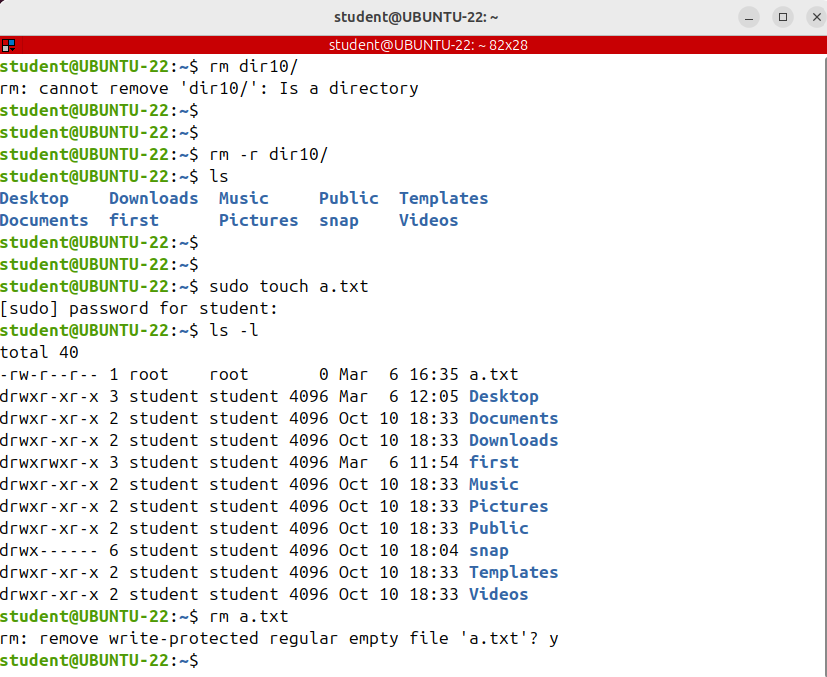 student@UBUNTU-22: ~
student@UBUNTU-22: ~ 82x28
student@UBUNTU-22:~$ rm dir10/
rm: cannot remove 'dir10/': Is a directory
student@UBUNTU-22:~$
student@UBUNTU-22:~$
student@UBUNTU-22:~$ rm -r dir10/
student@UBUNTU-22:~$ ls
Desktop    Downloads  Music     Public  Templates
Documents  first      Pictures  snap    Videos
student@UBUNTU-22:~$
student@UBUNTU-22:~$
student@UBUNTU-22:~$ sudo touch a.txt
[sudo] password for student:
student@UBUNTU-22:~$ ls -l
total 40
-rw-r--r-- 1 root    root       0 Mar  6 16:35 a.txt
drwxr-xr-x 3 student student 4096 Mar  6 12:05 Desktop
drwxr-xr-x 2 student student 4096 Oct 10 18:33 Documents
drwxr-xr-x 2 student student 4096 Oct 10 18:33 Downloads
drwxrwxr-x 3 student student 4096 Mar  6 11:54 first
drwxr-xr-x 2 student student 4096 Oct 10 18:33 Music
drwxr-xr-x 2 student student 4096 Oct 10 18:33 Pictures
drwxr-xr-x 2 student student 4096 Oct 10 18:33 Public
drwx------ 6 student student 4096 Oct 10 18:04 snap
drwxr-xr-x 2 student student 4096 Oct 10 18:33 Templates
drwxr-xr-x 2 student student 4096 Oct 10 18:33 Videos
student@UBUNTU-22:~$ rm a.txt
rm: remove write-protected regular empty file 'a.txt'? y
student@UBUNTU-22:~$